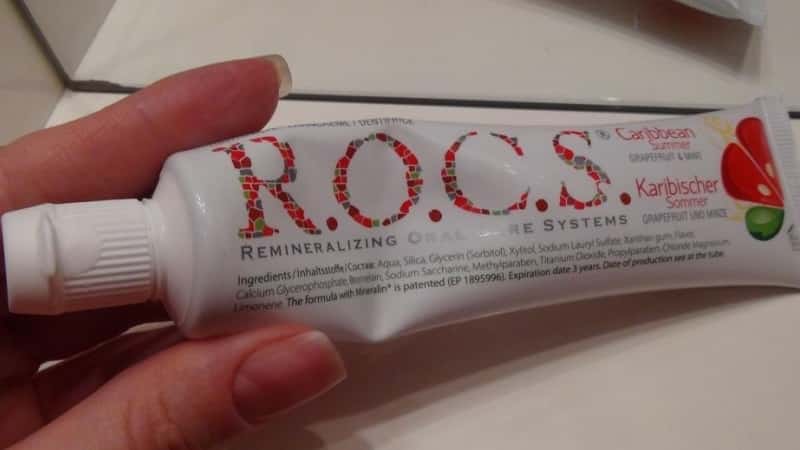 DENTIFRICE
R.O.C.S.®
REMINERALIZING ORAL CARE SYSTEMS
Caribbean
Summer
GRAPEFRUIT & MINT
Karibischer
Sommer
GRAPEFRUIT UND MINZE
Ingredients / Inhaltsstoffe / Состав: Aqua, Silica, Glycerin (Sorbitol), Xylitol, Sodium Lauryl Sulfate, Xanthan gum, Flavor,
Calcium Glycerophosphate, Bromelain, Sodium Saccharine, Methylparaben, Titanium Dioxide, Propylparaben, Chloride Magnesium,
Limonene. The formula with Mineralin* is patented (EP 1895996). Expiration date 3 years. Date of production see at the tube.